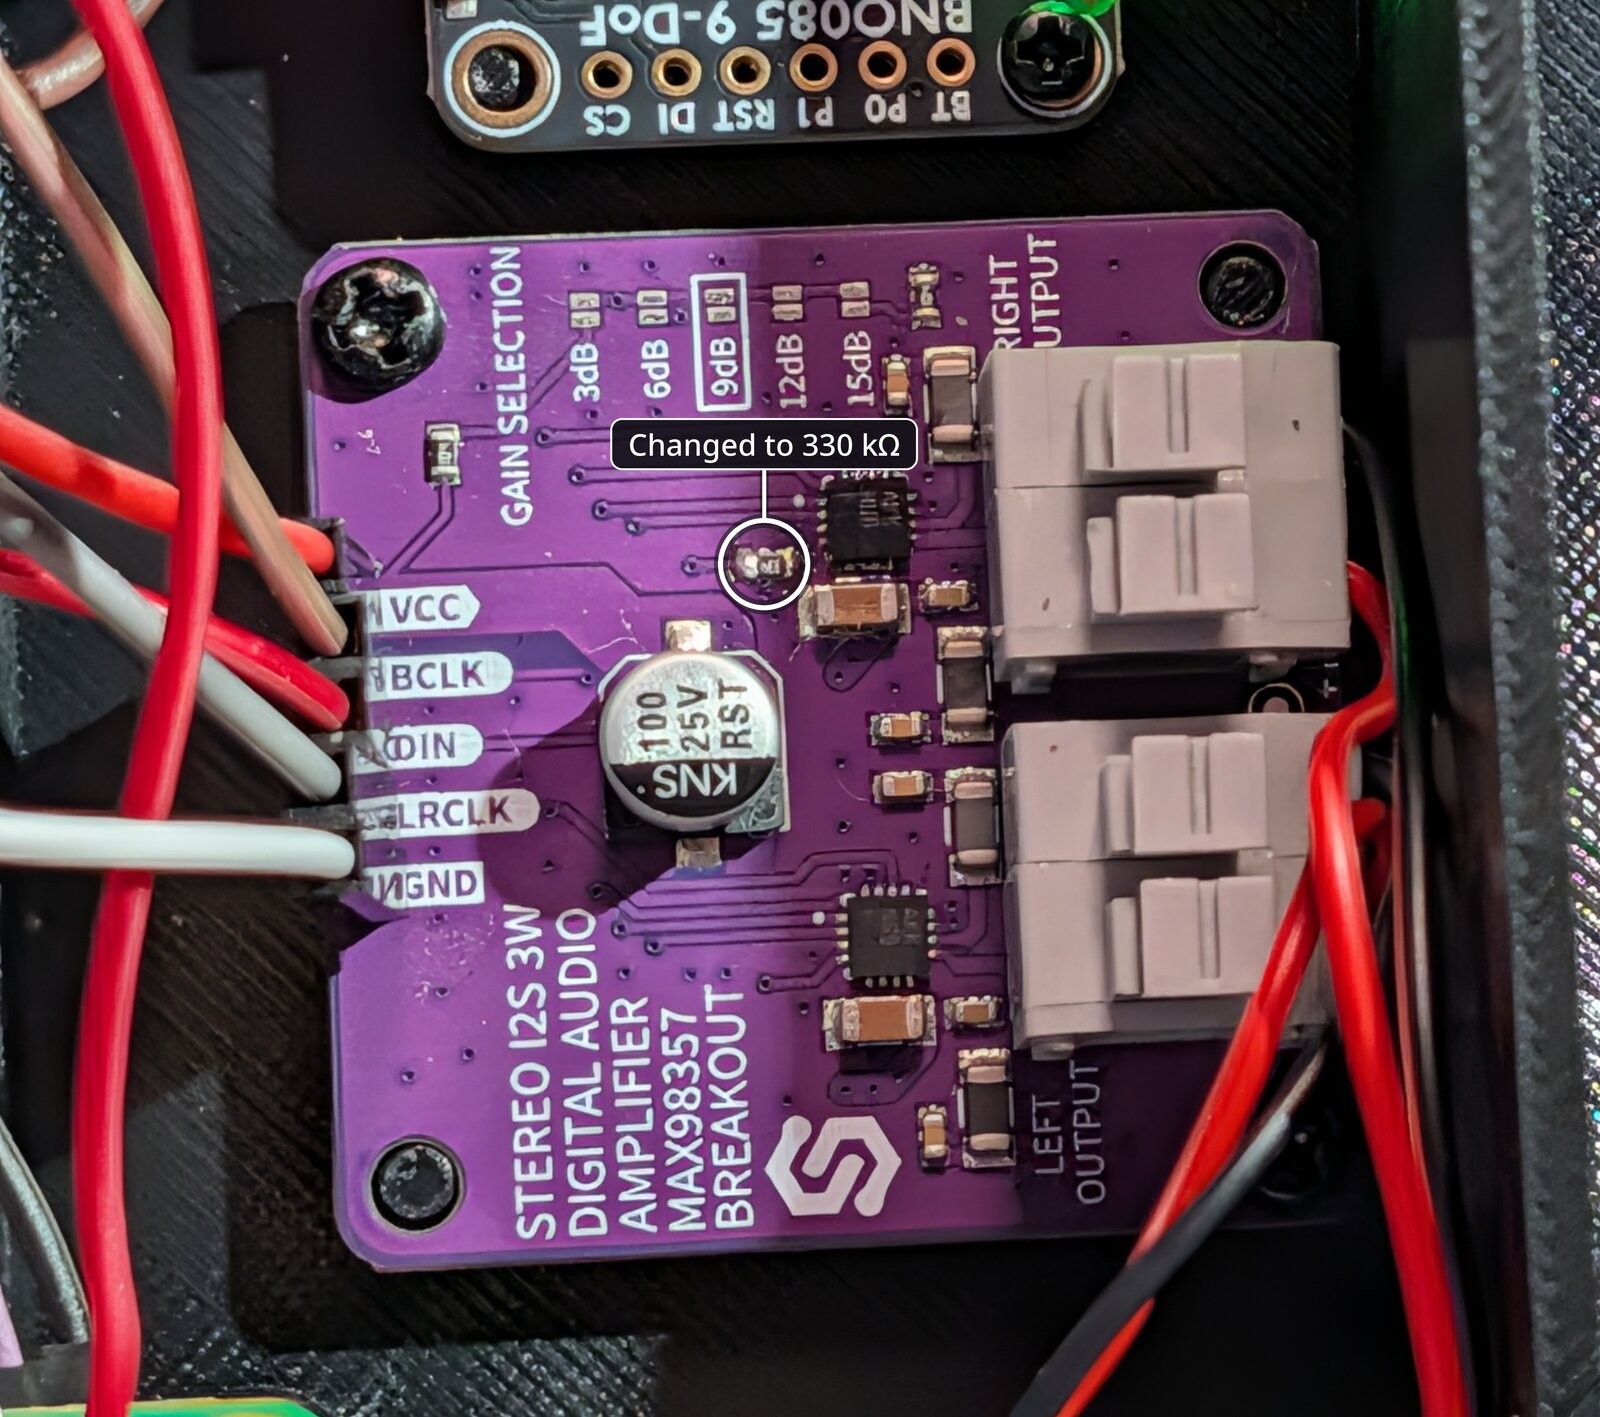 BNO085 9-DoF
CS DI RST P1 P0 BT
GAIN SELECTION
3dB
6dB
9dB
12dB
15dB
RIGHT
OUTPUT
Changed to 330 kΩ
VCC
BCLK
DIN
LRCLK
GND
100
25V
RST
KNS
STEREO I2S 3W
DIGITAL AUDIO
AMPLIFIER
MAX98357
BREAKOUT
LEFT
OUTPUT
+